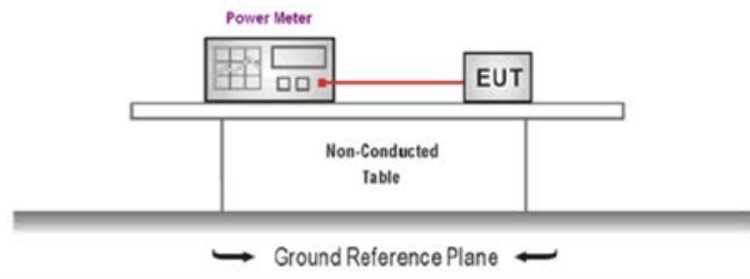 Power Meter
EUT
Non-Conducted
Table
Ground Reference Plane